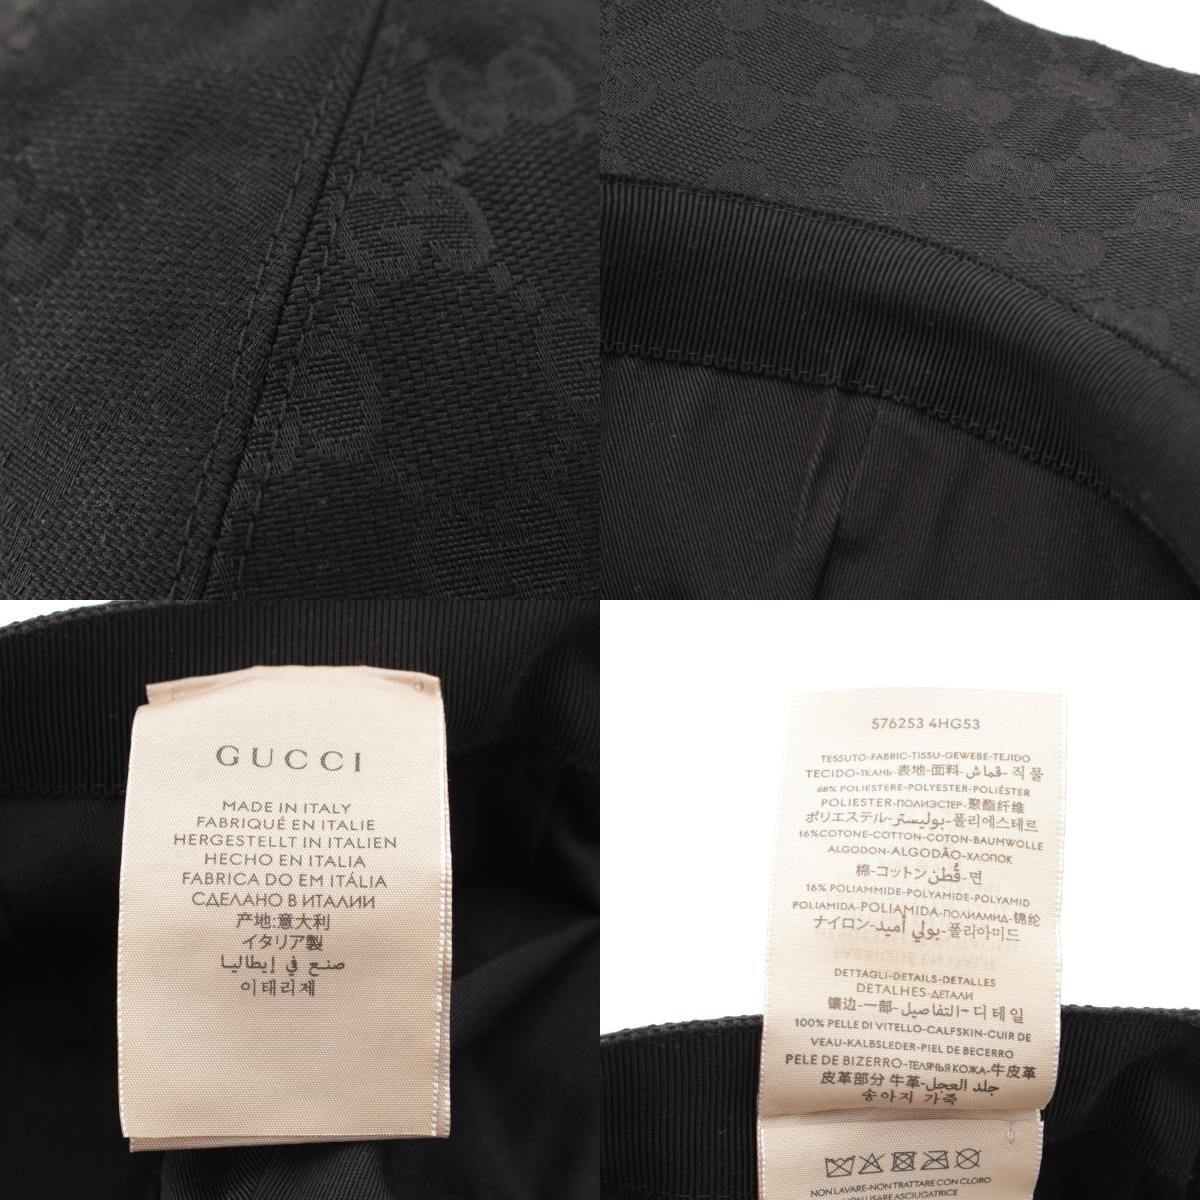 GUCCI
MADE IN ITALY
FABRIQUÉ EN ITALIE
HERGESTELLT IN ITALIEN
HECHO EN ITALIA
FABRICA DO EM ITÁLIA
СДЕЛАНО В ИТАЛИИ
产地:意大利
イタリア製
صنع في إيطاليا
이태리제
576253 4HG53
TESSUTO-FABRIC-TISSU-GEWEBE-TEJIDO
TECIDO-ТКАНЬ-表地-面料-قماش-직물
68% POLIESTERE-POLYESTER-POLIÉSTER
POLIESTER-ПОЛИЭСТЕР-聚酯纤维
ポリエステル-بوليستر-폴리에스테르
16%COTONE-COTTON-COTON-BAUMWOLLE
ALGODON-ALGODÃO-ХЛОПОК
棉-コットン-قُطن-면
16% POLIAMMIDE-POLYAMIDE-POLYAMID
POLIAMIDA-POLIAMIDA-ПОЛИАМИД-锦纶
ナイロン-بولي أميد-폴리아미드
DETTAGLI-DETAILS-DETALLES
DETALHES-ДЕТАЛИ
镶边-一部-التفاصيل-디테일
100% PELLE DI VITELLO-CALFSKIN-CUIR DE
VEAU-KALBSLEDER-PIEL DE BECERRO
PELE DE BIZERRO-ТЕЛЯЧЬЯ КОЖА-牛皮革
皮革部分 牛革-جلد العجل
송아지 가죽
NON LAVARE-NON TRATTARE CON CLORO